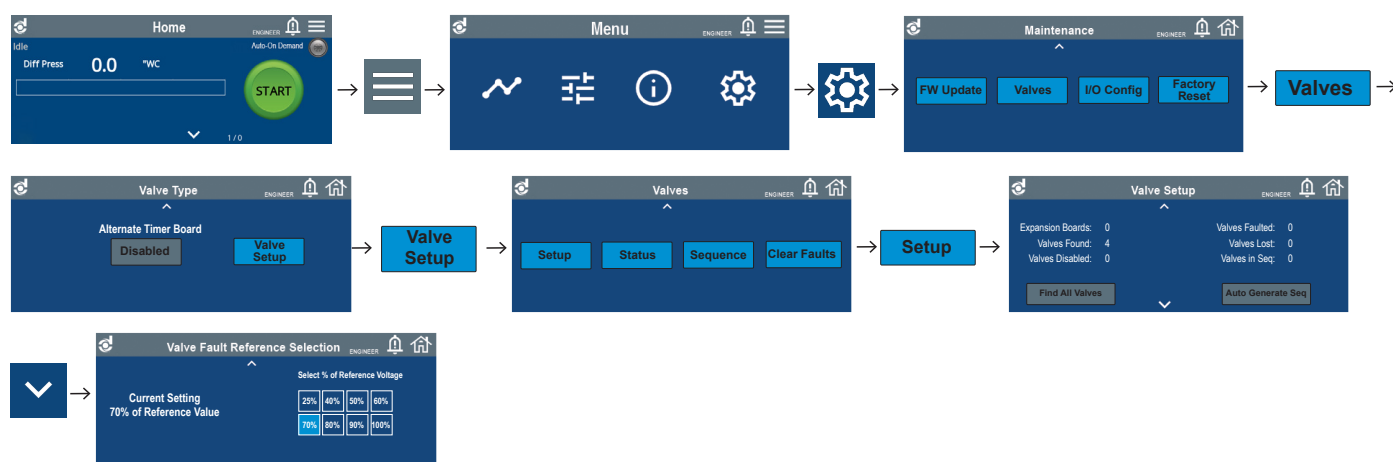 Home
ENGINEER
Idle
Auto-On Demand
Diff Press 0.0 "WC
START
1 / 0
Menu
ENGINEER
Maintenance
ENGINEER
FW Update
Valves
I/O Config
Factory
Reset
Valves
Valve Type
ENGINEER
Alternate Timer Board
Disabled
Valve
Setup
Valve
Setup
Valves
ENGINEER
Setup
Status
Sequence
Clear Faults
Setup
Valve Setup
ENGINEER
Expansion Boards: 0
Valves Found: 4
Valves Disabled: 0
Valves Faulted: 0
Valves Lost: 0
Valves in Seq: 0
Find All Valves
Auto Generate Seq
Valve Fault Reference Selection
ENGINEER
Current Setting
70% of Reference Value
Select % of Reference Voltage
25% 40% 50% 60%
70% 80% 90% 100%